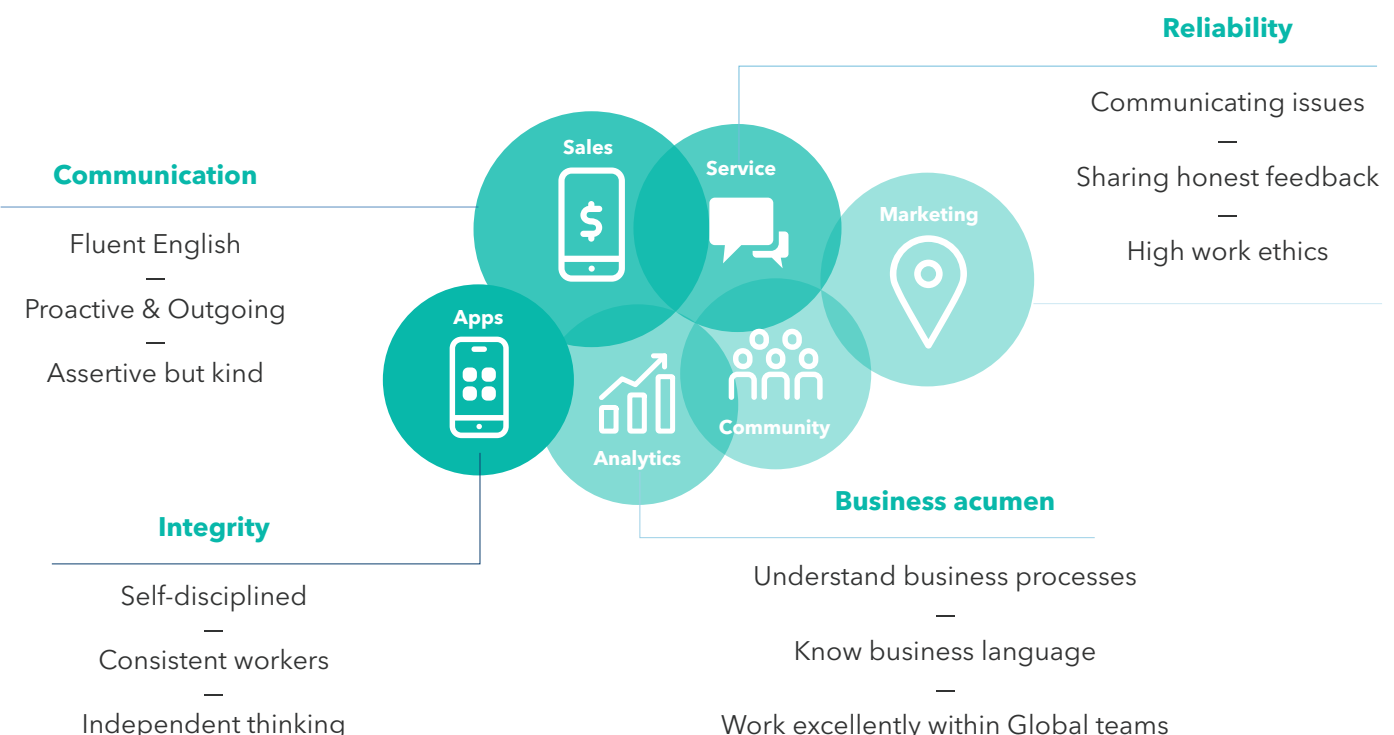 Reliability
Communicating issues
—
Sharing honest feedback
—
High work ethics
Communication
Fluent English
—
Proactive & Outgoing
—
Assertive but kind
Sales
Service
Marketing
Apps
Analytics
Community
Integrity
Self-disciplined
—
Consistent workers
—
Independent thinking
Business acumen
Understand business processes
—
Know business language
—
Work excellently within Global teams